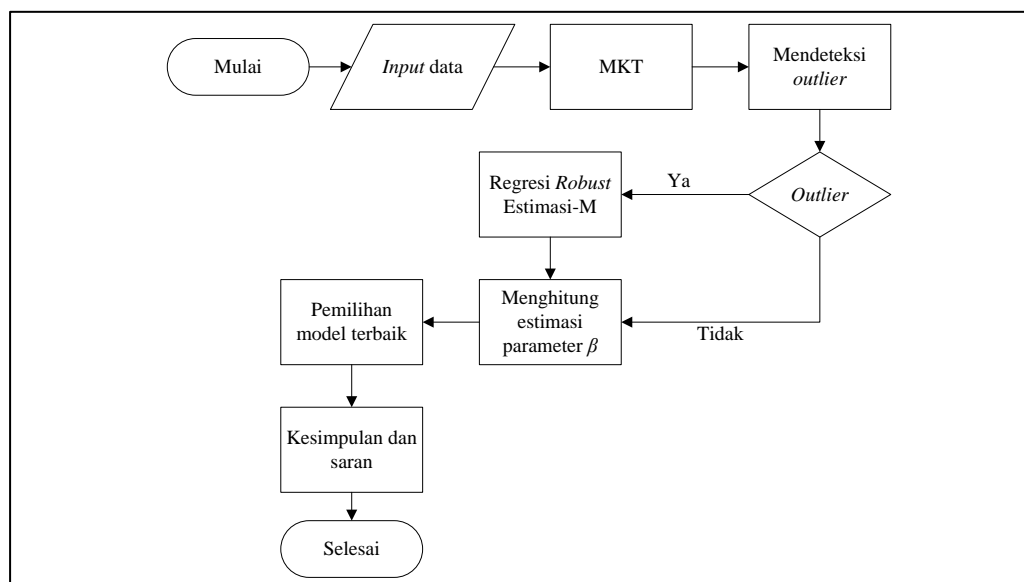 Mulai
Input data
MKT
Mendeteksi
outlier
Outlier
Ya
Regresi Robust
Estimasi-M
Tidak
Menghitung
estimasi
parameter β
Pemilihan
model terbaik
Kesimpulan dan
saran
Selesai